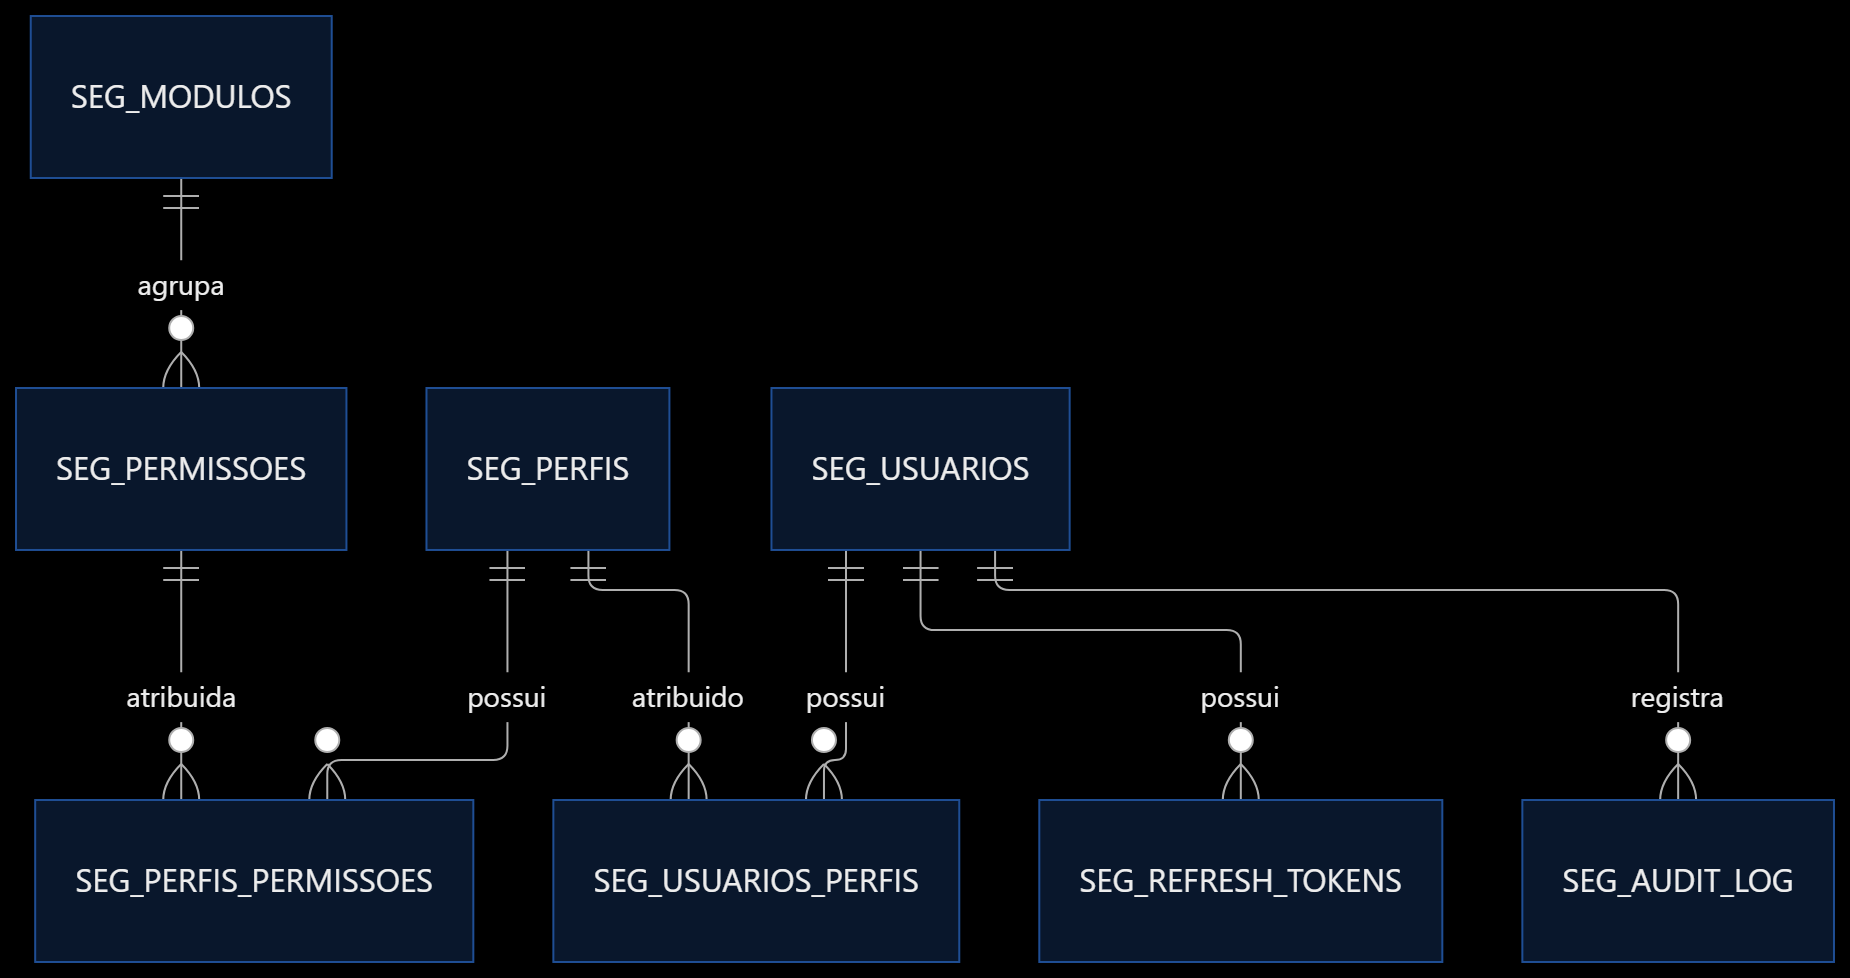 SEG_MODULOS
agrupa
SEG_PERMISSOES
SEG_PERFIS
SEG_USUARIOS
atribuida
possui
atribuido
possui
possui
registra
SEG_PERFIS_PERMISSOES
SEG_USUARIOS_PERFIS
SEG_REFRESH_TOKENS
SEG_AUDIT_LOG